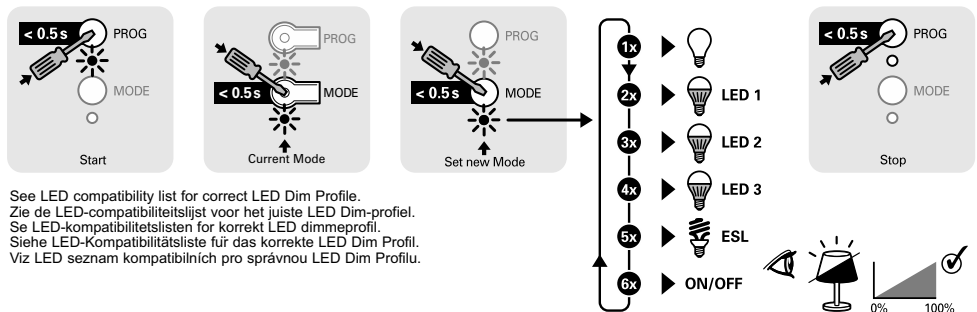 < 0.5 s PROG
MODE
Start
PROG
< 0.5 s MODE
Current Mode
PROG
< 0.5 s MODE
Set new Mode
1x
2x LED 1
3x LED 2
4x LED 3
5x ESL
6x ON/OFF
< 0.5 s PROG
MODE
Stop
See LED compatibility list for correct LED Dim Profile.
Zie de LED-compatibiliteitslijst voor het juiste LED Dim-profiel.
Se LED-kompatibilitetslisten for korrekt LED dimmeprofil.
Siehe LED-Kompatibilitätsliste für das korrekte LED Dim Profil.
Viz LED seznam kompatibilních pro správnou LED Dim Profilu.
0% 100%